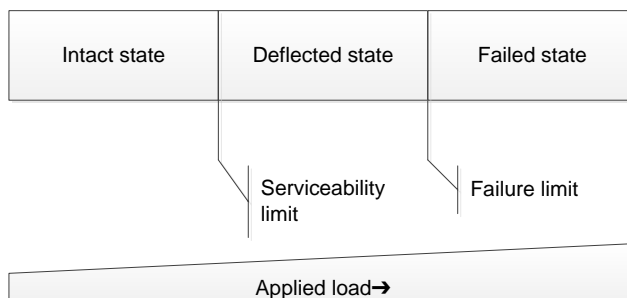 Intact state
Deflected state
Failed state
Serviceability
limit
Failure limit
Applied load➔